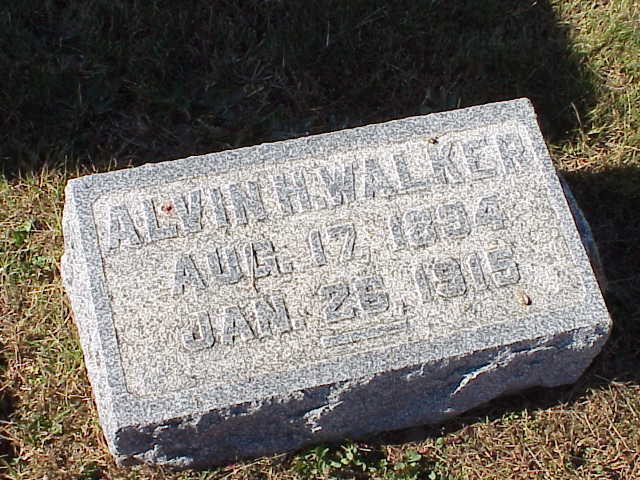 ALVIN H. WALKER
AUG. 17, 1894
JAN. 26, 1915